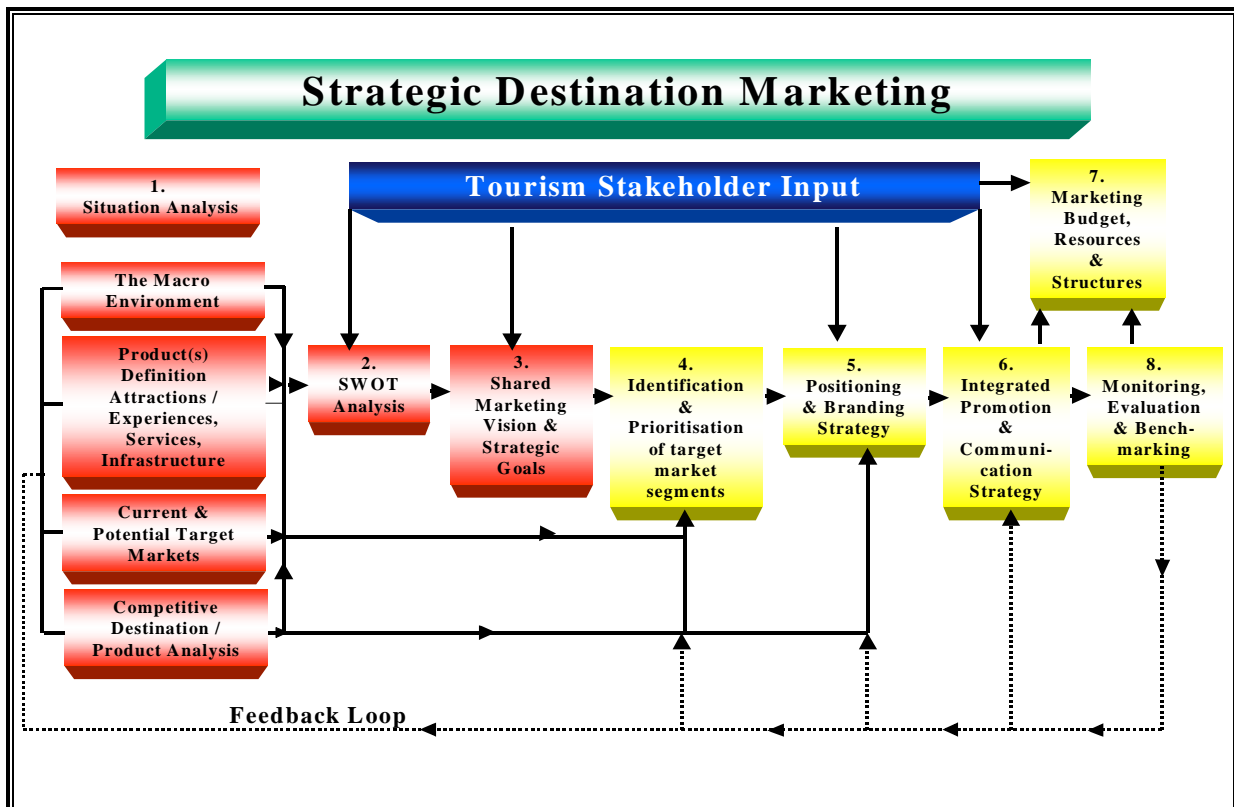 Strategic Destination Marketing
Tourism Stakeholder Input
1.
Situation Analysis
The Macro
Environment
Product(s)
Definition
Attractions /
Experiences,
Services,
Infrastructure
Current &
Potential Target
Markets
Competitive
Destination /
Product Analysis
2.
SWOT
Analysis
3.
Shared
Marketing
Vision &
Strategic
Goals
4.
Identification
&
Prioritisation
of target
market
segments
5.
Positioning
& Branding
Strategy
6.
Integrated
Promotion
&
Communi-
cation
Strategy
7.
Marketing
Budget,
Resources
&
Structures
8.
Monitoring,
Evaluation
& Bench-
marking
Feedback Loop